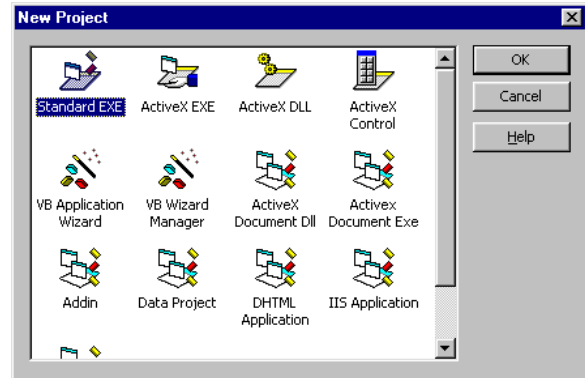 New Project
OK
Standard EXE
ActiveX EXE
ActiveX DLL
ActiveX
Control
Cancel
Help
VB Application
Wizard
VB Wizard
Manager
ActiveX
Document Dll
Activex
Document Exe
Addin
Data Project
DHTML
Application
IIS Application